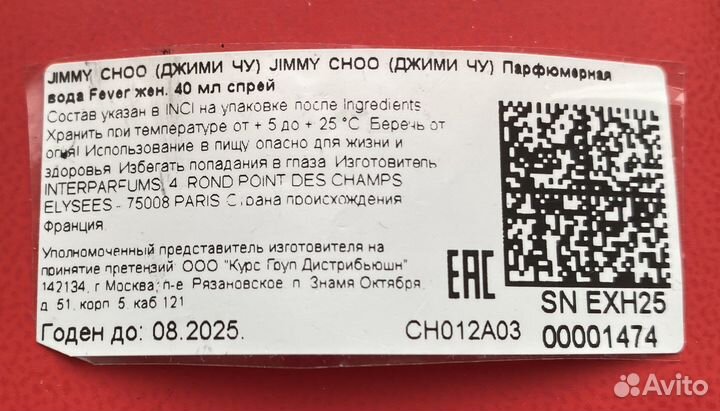 JIMMY CHOO (ДЖИМИ ЧУ) JIMMY CHOO (ДЖИМИ ЧУ) Парфюмерная
вода Fever жен. 40 мл спрей
Состав указан в INCI на упаковке после Ingredients.
Хранить при температуре от + 5 до + 25 °C. Беречь от
огня! Использование в пищу опасно для жизни и
здоровья. Избегать попадания в глаза. Изготовитель
INTERPARFUMS, 4, ROND POINT DES CHAMPS
ELYSEES - 75008 PARIS Страна происхождения
Франция.
Уполномоченный представитель изготовителя на
принятие претензий: ООО "Курс Груп Дистрибьюшн"
142134, г Москва, п-е. Рязановское п. Знамя Октября,
д. 51, корп 5, каб 121
Годен до: 08.2025.
EAC
CH012A03
SN EXH25
00001474
Avito